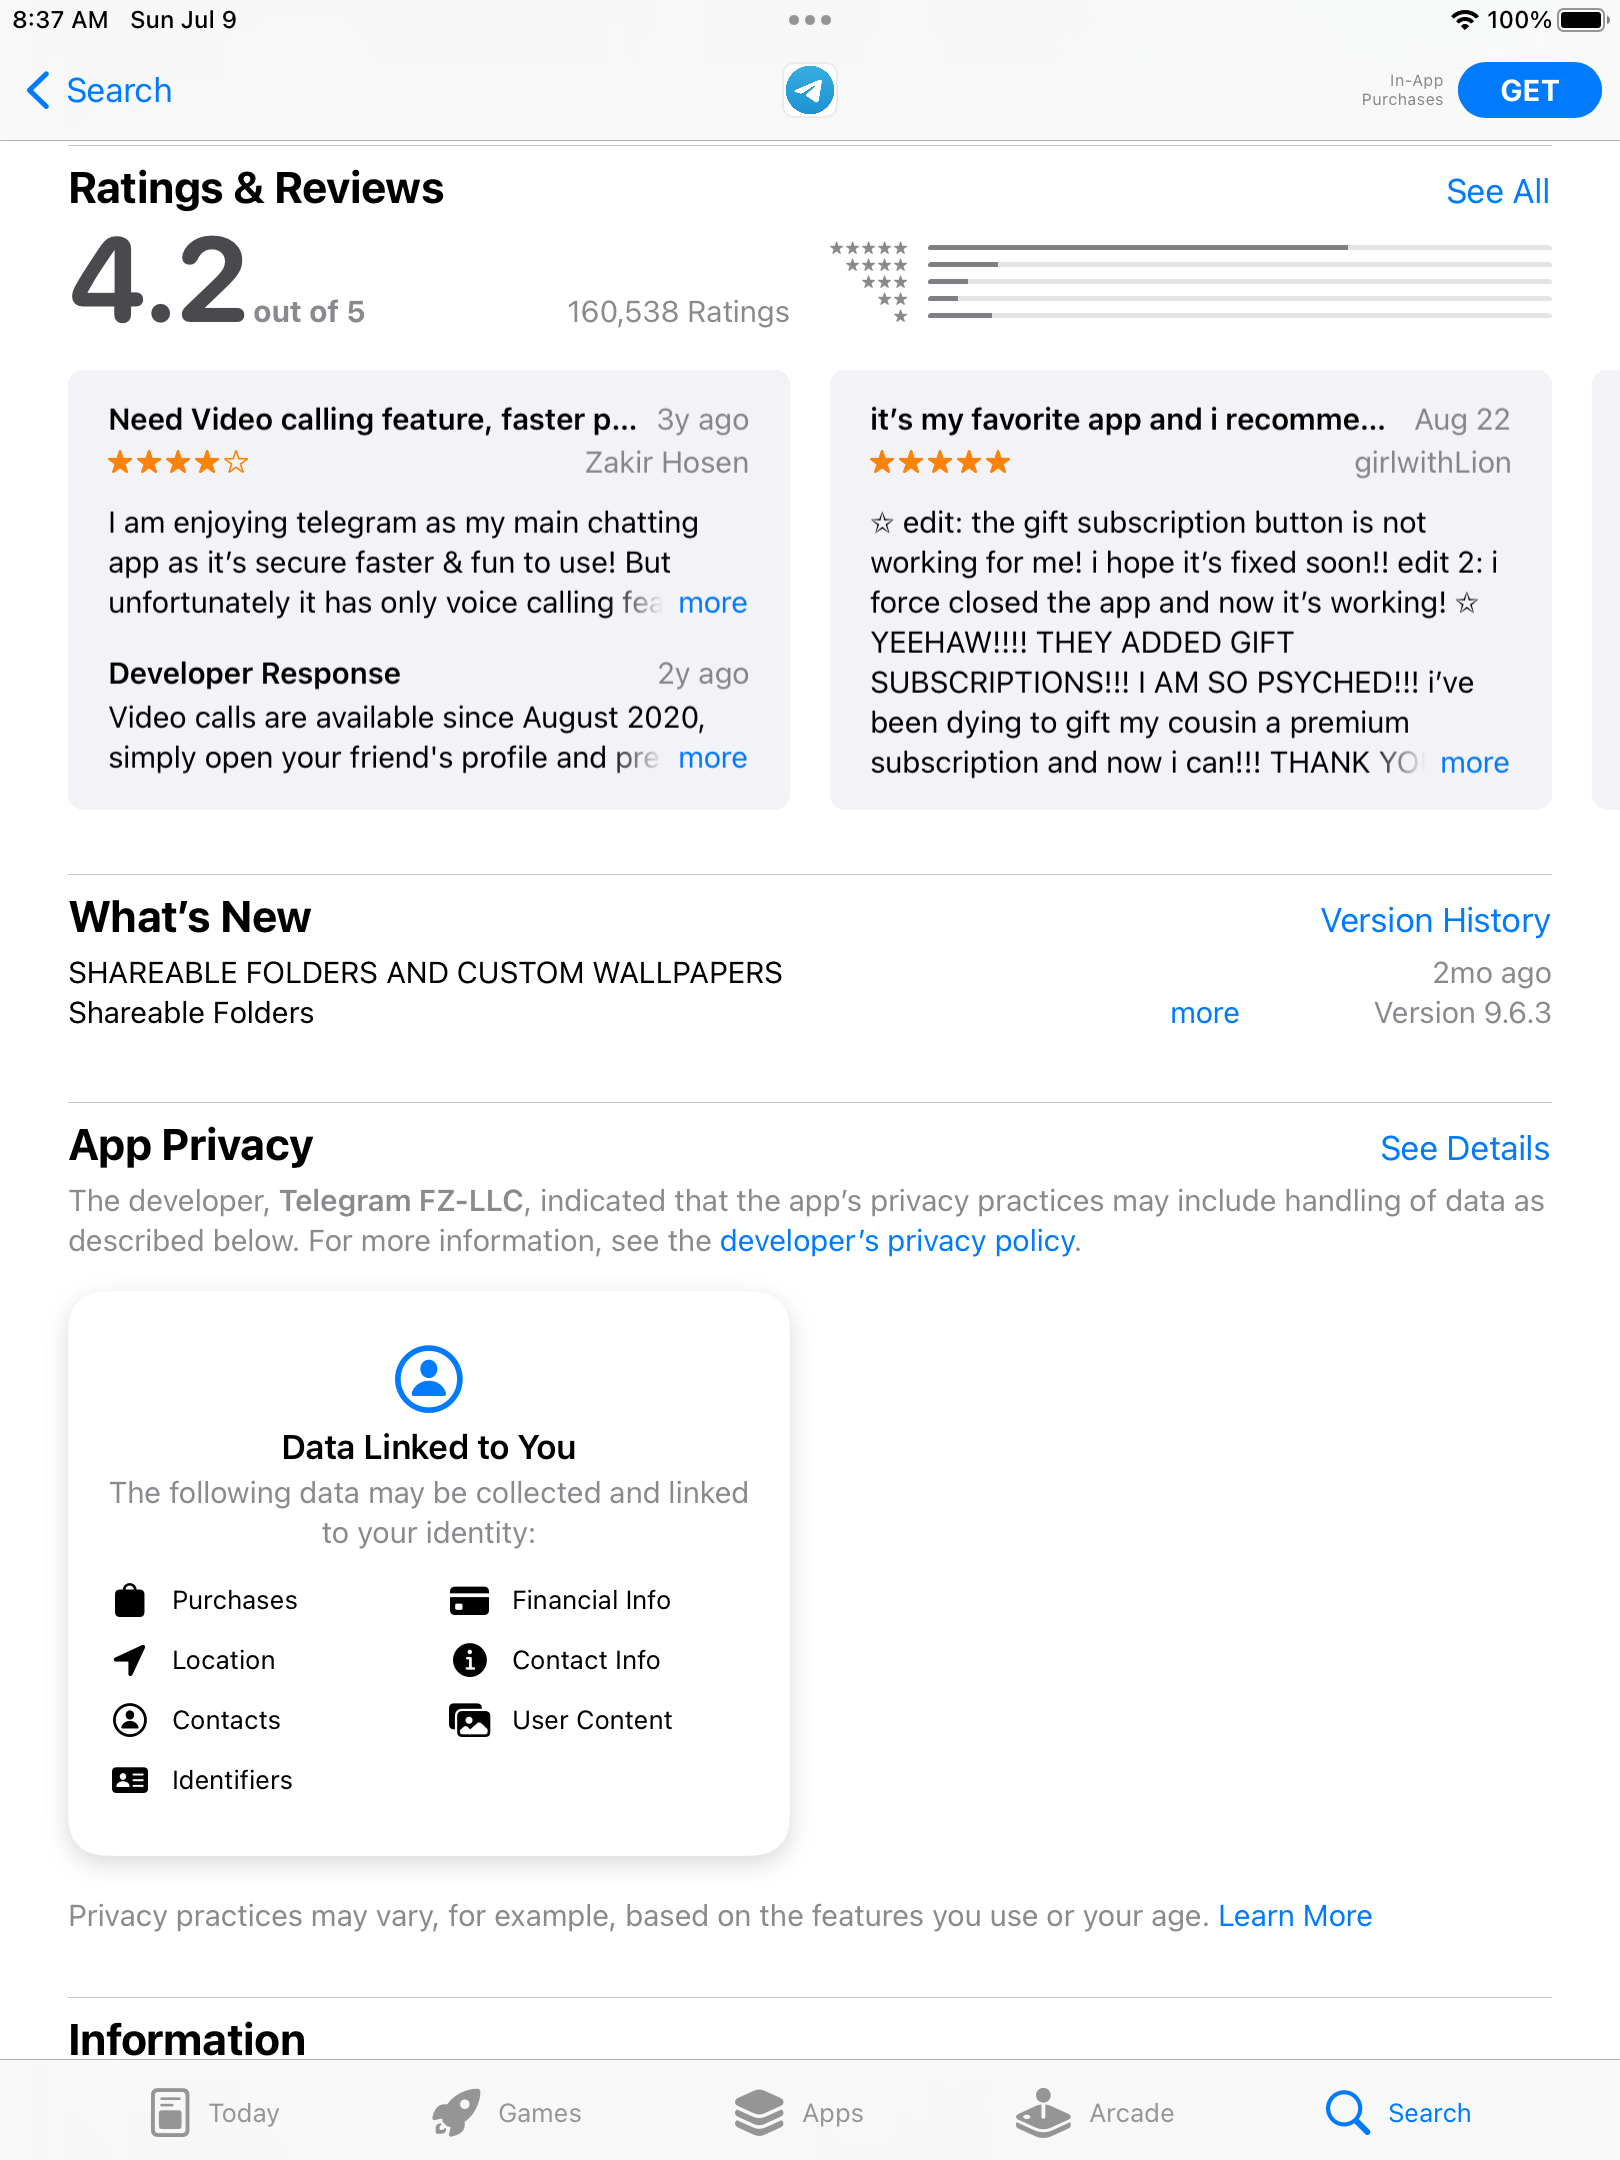 8:37 AM Sun Jul 9
100%
Search
In-App
Purchases
GET
Ratings & Reviews
See All
4.2 out of 5
160,538 Ratings
Need Video calling feature, faster p... 3y ago
Zakir Hosen
I am enjoying telegram as my main chatting
app as it’s secure faster & fun to use! But
unfortunately it has only voice calling fea more
Developer Response 2y ago
Video calls are available since August 2020,
simply open your friend's profile and pre more
it’s my favorite app and i recomme... Aug 22
girlwithLion
☆ edit: the gift subscription button is not
working for me! i hope it’s fixed soon!! edit 2: i
force closed the app and now it’s working! ☆
YEEHAW!!!! THEY ADDED GIFT
SUBSCRIPTIONS!!! I AM SO PSYCHED!!! i’ve
been dying to gift my cousin a premium
subscription and now i can!!! THANK YOU more
What’s New
Version History
SHAREABLE FOLDERS AND CUSTOM WALLPAPERS
2mo ago
Shareable Folders
more
Version 9.6.3
App Privacy
See Details
The developer, Telegram FZ-LLC, indicated that the app’s privacy practices may include handling of data as
described below. For more information, see the developer’s privacy policy.
Data Linked to You
The following data may be collected and linked
to your identity:
Purchases
Financial Info
Location
Contact Info
Contacts
User Content
Identifiers
Privacy practices may vary, for example, based on the features you use or your age. Learn More
Information
Today
Games
Apps
Arcade
Search